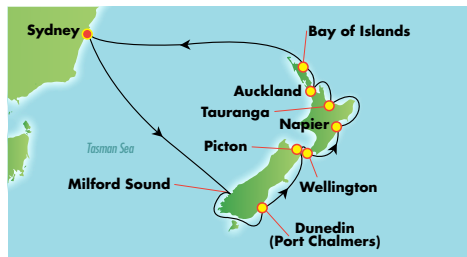 Sydney
Bay of Islands
Auckland
Tauranga
Napier
Tasman Sea
Picton
Milford Sound
Wellington
Dunedin
(Port Chalmers)